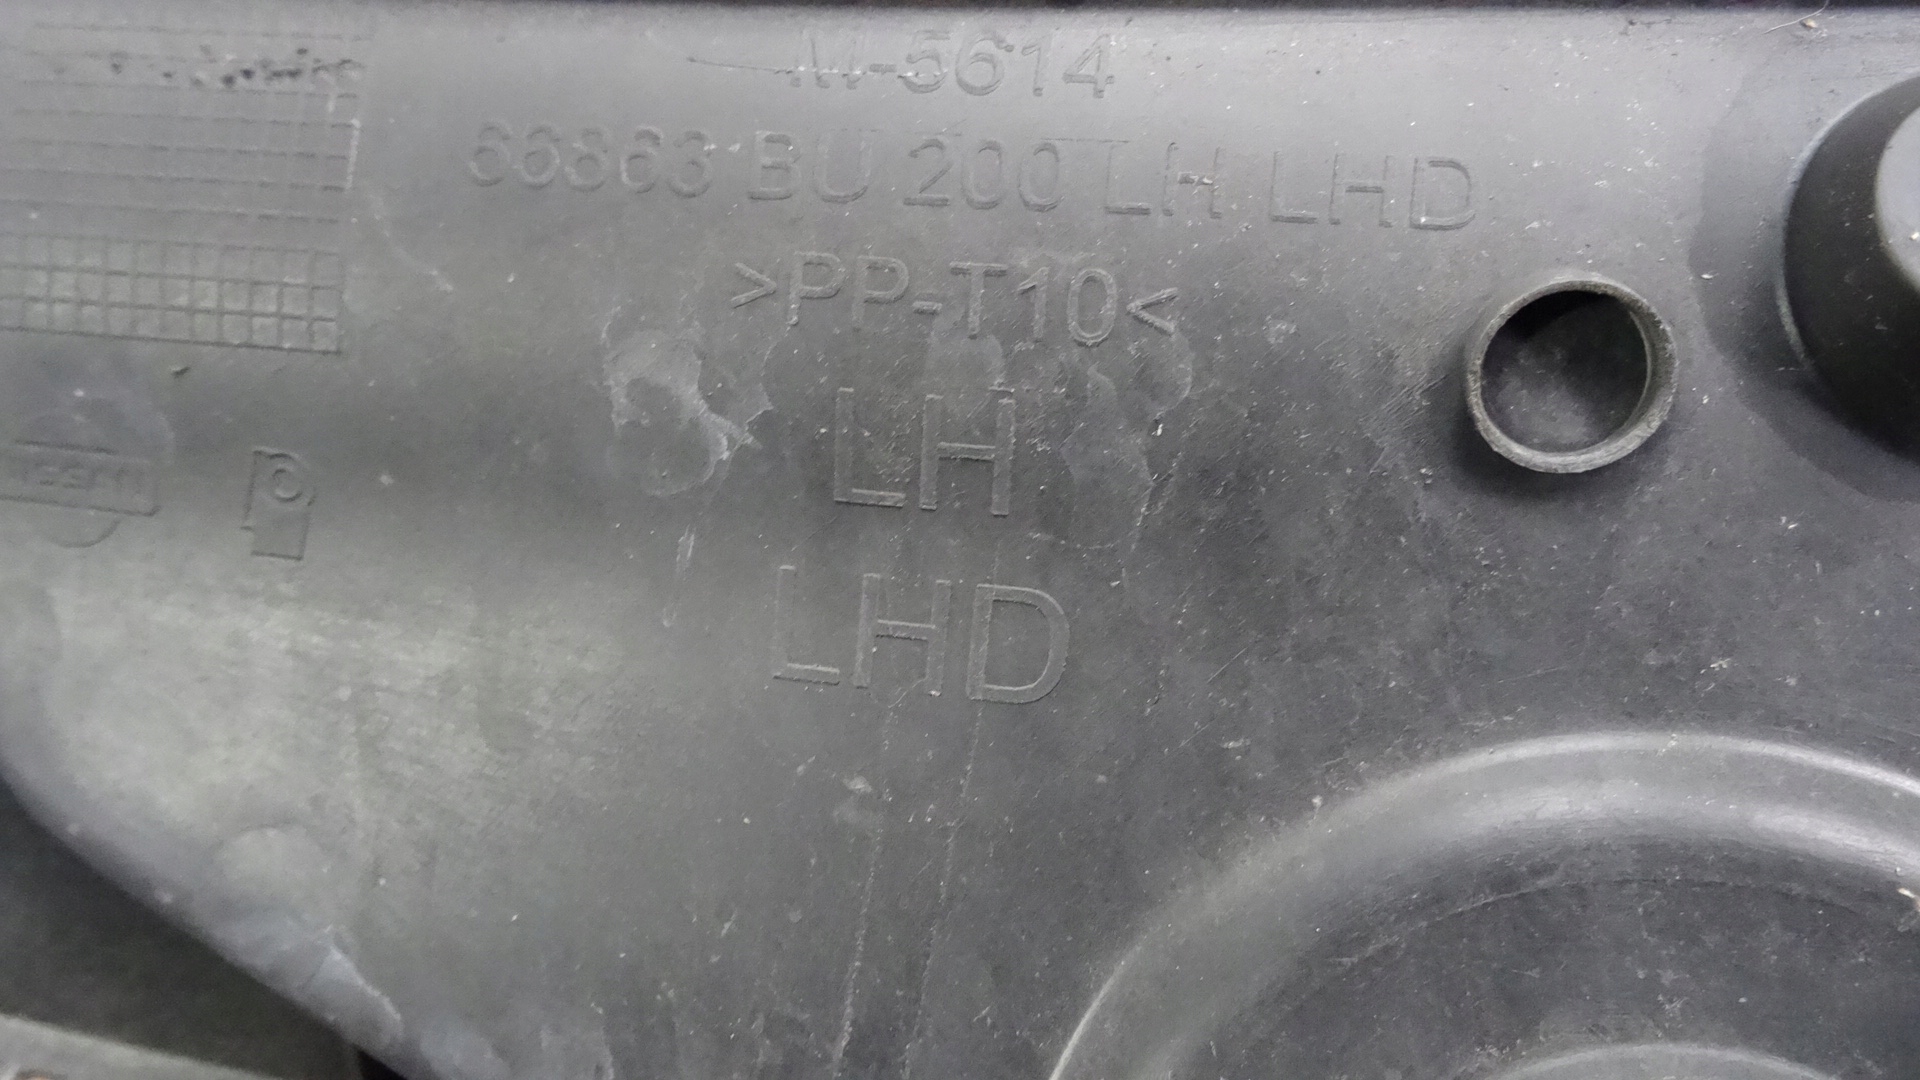 M-5614
66863 BU 200 LH LHD
>PP-T10<
LH
LHD